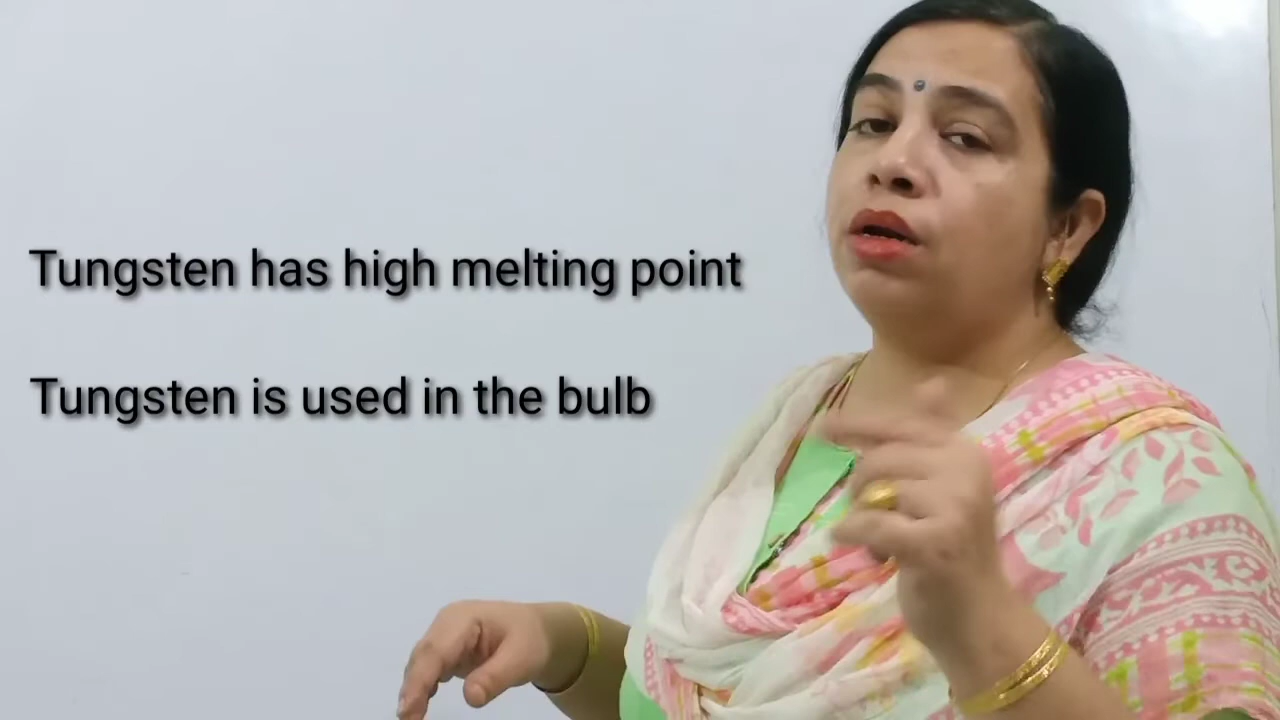 Tungsten has high melting point
Tungsten is used in the bulb